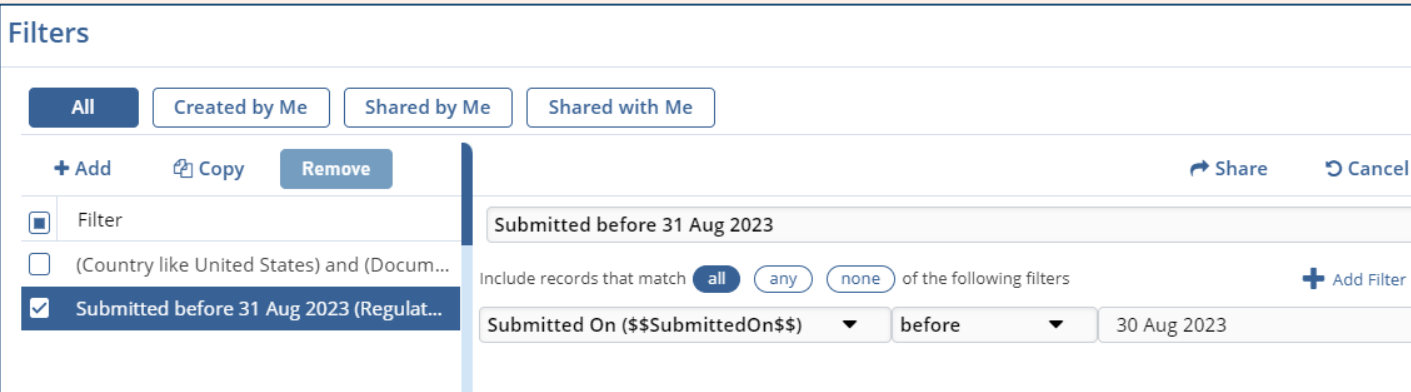 Filters
All
Created by Me
Shared by Me
Shared with Me
Add
Copy
Remove
Share
Cancel
Filter
(Country like United States) and (Docum...
Submitted before 31 Aug 2023 (Regulat...
Submitted before 31 Aug 2023
Include records that match all any none of the following filters
Add Filter
Submitted On ($$SubmittedOn$$)
before
30 Aug 2023